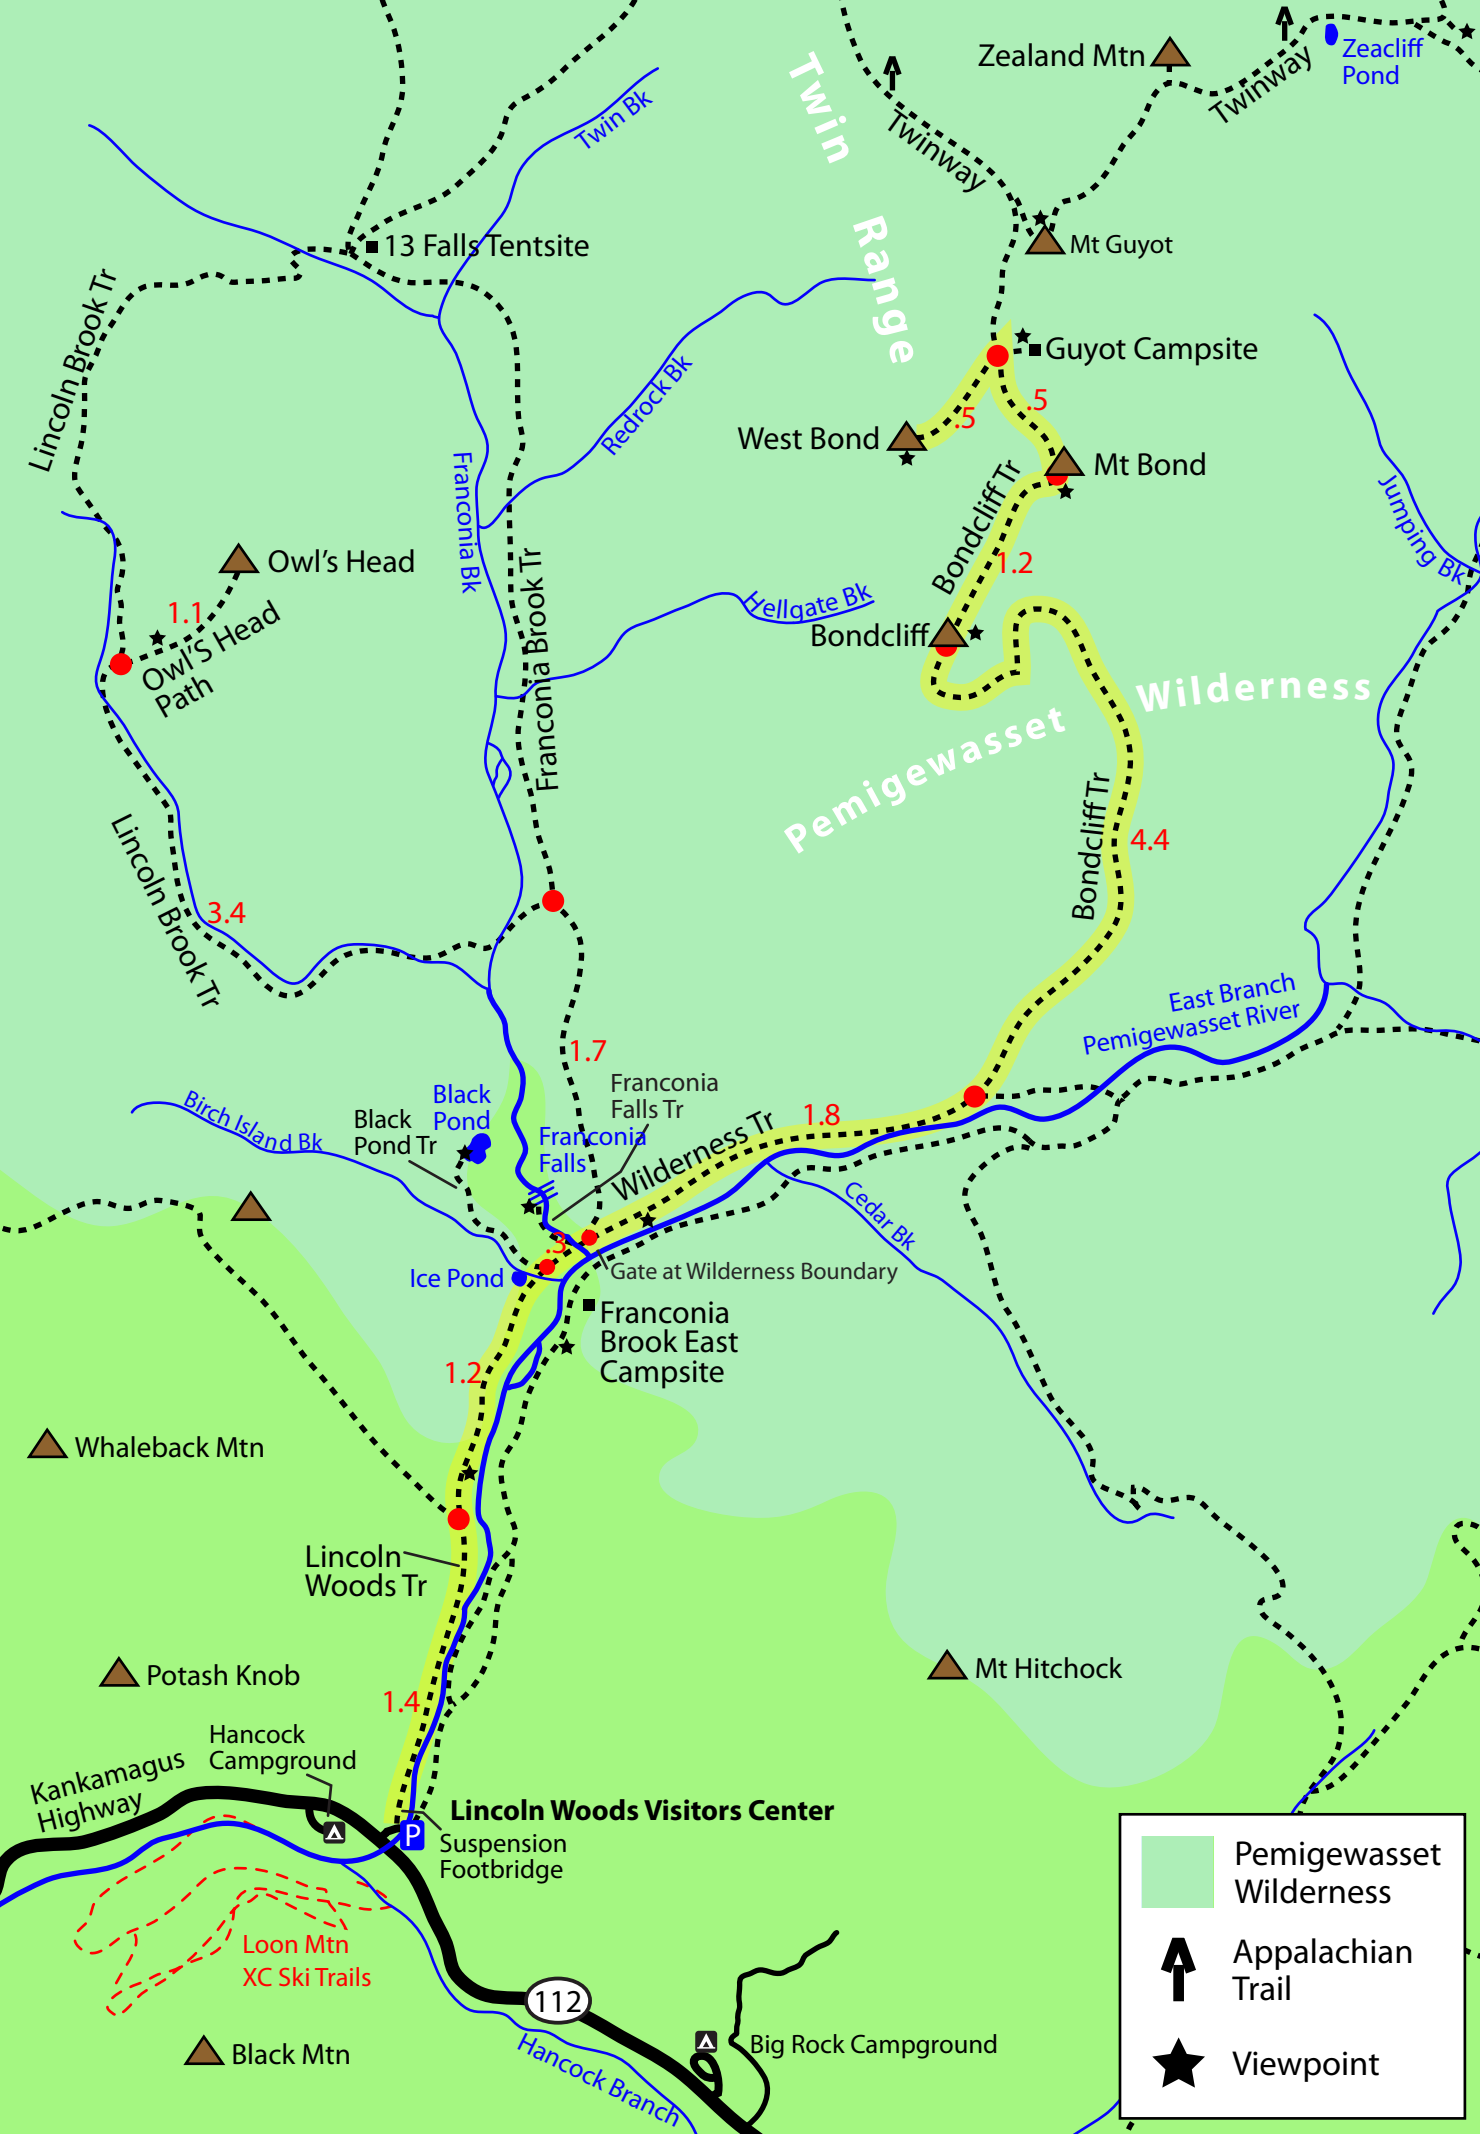 Zealand Mtn
Zeacliff
Pond
Twinway
Twin Bk
Twin
Range
Twinway
13 Falls Tentsite
Mt Guyot
Lincoln Brook Tr
Guyot Campsite
Redrock Bk
.5
.5
West Bond
Mt Bond
Franconia Bk
Bondcliff Tr
Jumping Bk
Owl's Head
1.1
Owl'S Head
Path
1.2
Franconia Brook Tr
Hellgate Bk
Bondcliff
Pemigewasset
Wilderness
Bondcliff Tr
4.4
Lincoln Brook Tr
3.4
East Branch
Pemigewasset River
1.7
Franconia
Falls Tr
Black
Pond
Birch Island Bk
Black
Pond Tr
Franconia
Falls
Wilderness Tr
1.8
Cedar Bk
.3
Ice Pond
Gate at Wilderness Boundary
Franconia
Brook East
Campsite
1.2
Whaleback Mtn
Lincoln
Woods Tr
Potash Knob
1.4
Mt Hitchock
Hancock
Campground
Kankamagus
Highway
Lincoln Woods Visitors Center
P
Suspension
Footbridge
Loon Mtn
XC Ski Trails
112
Black Mtn
Hancock Branch
Big Rock Campground
Pemigewasset
Wilderness
Appalachian
Trail
Viewpoint